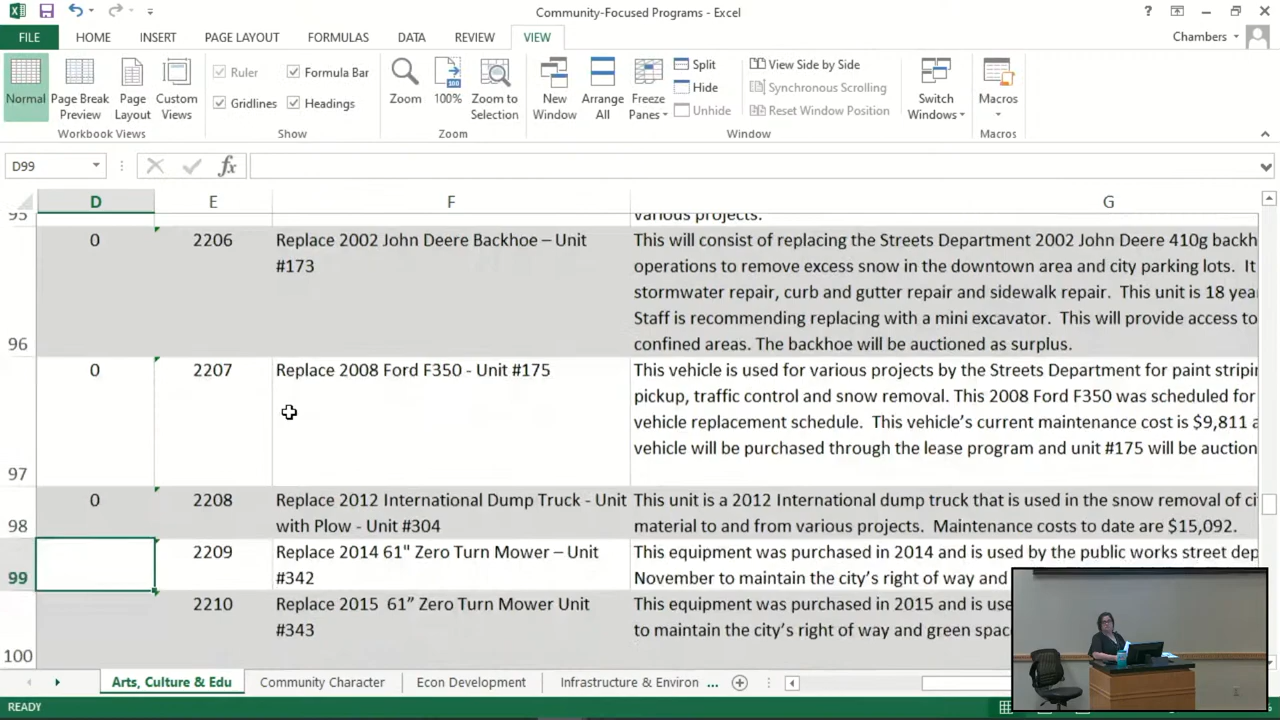 Community-Focused Programs - Excel
?
FILE HOME INSERT PAGE LAYOUT FORMULAS DATA REVIEW VIEW Chambers
Normal Page Break Preview Page Layout Custom Views
Ruler Formula Bar
Gridlines Headings
Zoom 100% Zoom to Selection
New Window Arrange All Freeze Panes
Split
Hide
Unhide
View Side by Side
Synchronous Scrolling
Reset Window Position
Switch Windows Macros
Workbook Views Show Zoom Window Macros
D99 fx
D E F G
95 various projects.
0 2206 Replace 2002 John Deere Backhoe – Unit This will consist of replacing the Streets Department 2002 John Deere 410g backh
#173 operations to remove excess snow in the downtown area and city parking lots. It
stormwater repair, curb and gutter repair and sidewalk repair. This unit is 18 yea
Staff is recommending replacing with a mini excavator. This will provide access to
96 confined areas. The backhoe will be auctioned as surplus.
0 2207 Replace 2008 Ford F350 - Unit #175 This vehicle is used for various projects by the Streets Department for paint stripi
pickup, traffic control and snow removal. This 2008 Ford F350 was scheduled for
vehicle replacement schedule. This vehicle's current maintenance cost is $9,811 a
vehicle will be purchased through the lease program and unit #175 will be auction
97
0 2208 Replace 2012 International Dump Truck - Unit This unit is a 2012 International dump truck that is used in the snow removal of ci
98 with Plow - Unit #304 material to and from various projects. Maintenance costs to date are $15,092.
2209 Replace 2014 61" Zero Turn Mower – Unit This equipment was purchased in 2014 and is used by the public works street dep
99 #342 November to maintain the city's right of way and
2210 Replace 2015 61” Zero Turn Mower Unit This equipment was purchased in 2015 and is use
#343 to maintain the city's right of way and green spac
100
Arts, Culture & Edu Community Character Econ Development Infrastructure & Environ ...
READY